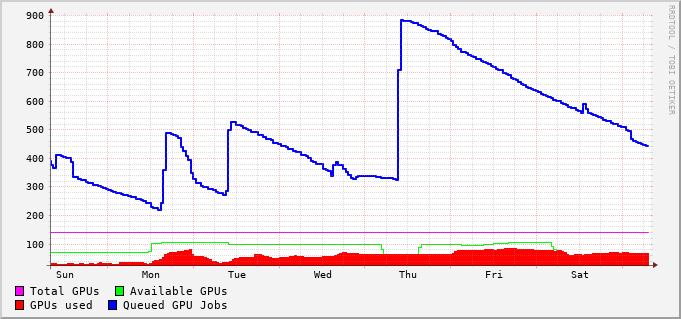 900
800
700
600
500
400
300
200
100
Sun Mon Tue Wed Thu Fri Sat
Total GPUs Available GPUs
GPUs used Queued GPU Jobs
RRDTOOL / TOBI OETIKER